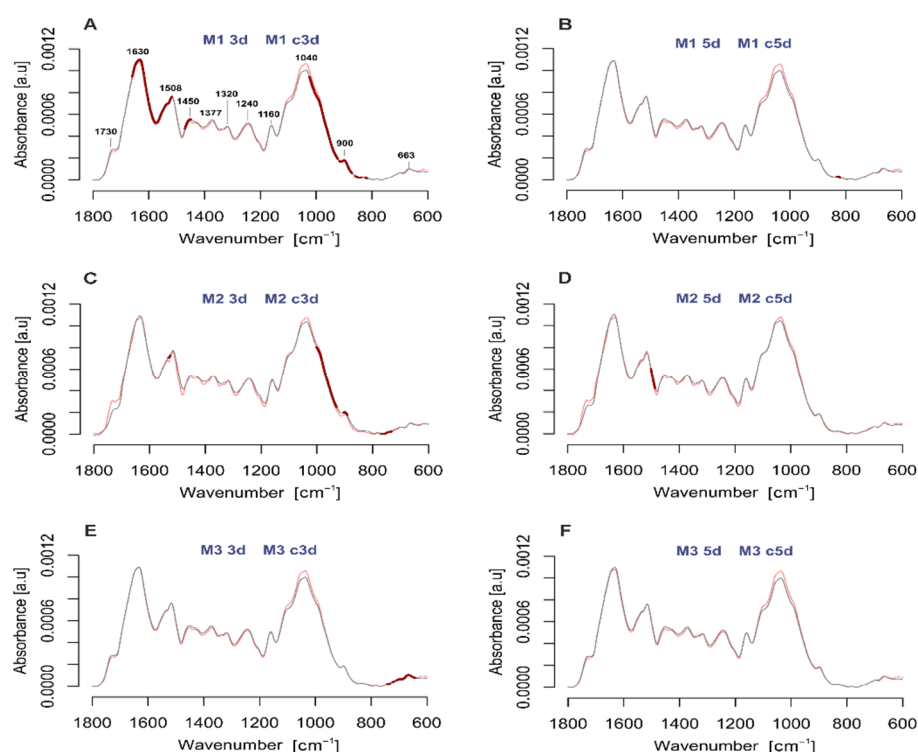 A
M1 3d M1 c3d
Absorbance [a.u]
0.0000 0.0006 0.0012
1630
1508
1450
1377
1320
1240
1160
1040
900
663
1730
1800 1600 1400 1200 1000 800 600
Wavenumber [cm⁻¹]
B
M1 5d M1 c5d
Absorbance [a.u]
0.0000 0.0006 0.0012
1800 1600 1400 1200 1000 800 600
Wavenumber [cm⁻¹]
C
M2 3d M2 c3d
Absorbance [a.u]
0.0000 0.0006 0.0012
1800 1600 1400 1200 1000 800 600
Wavenumber [cm⁻¹]
D
M2 5d M2 c5d
Absorbance [a.u]
0.0000 0.0006 0.0012
1800 1600 1400 1200 1000 800 600
Wavenumber [cm⁻¹]
E
M3 3d M3 c3d
Absorbance [a.u]
0.0000 0.0006 0.0012
1800 1600 1400 1200 1000 800 600
Wavenumber [cm⁻¹]
F
M3 5d M3 c5d
Absorbance [a.u]
0.0000 0.0006 0.0012
1800 1600 1400 1200 1000 800 600
Wavenumber [cm⁻¹]